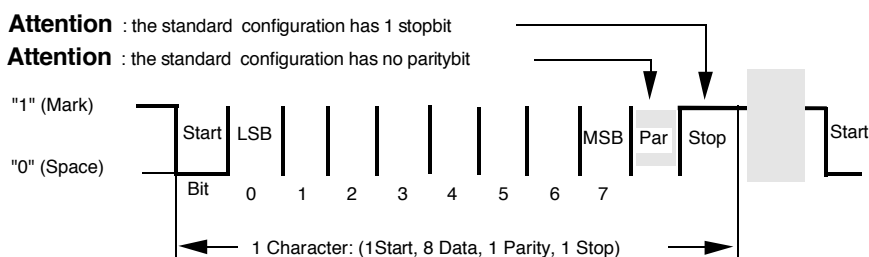 Attention : the standard configuration has 1 stopbit
Attention : the standard configuration has no paritybit
"1" (Mark)
Start LSB MSB Par Stop Start
"0" (Space)
Bit 0 1 2 3 4 5 6 7
1 Character: (1Start, 8 Data, 1 Parity, 1 Stop)